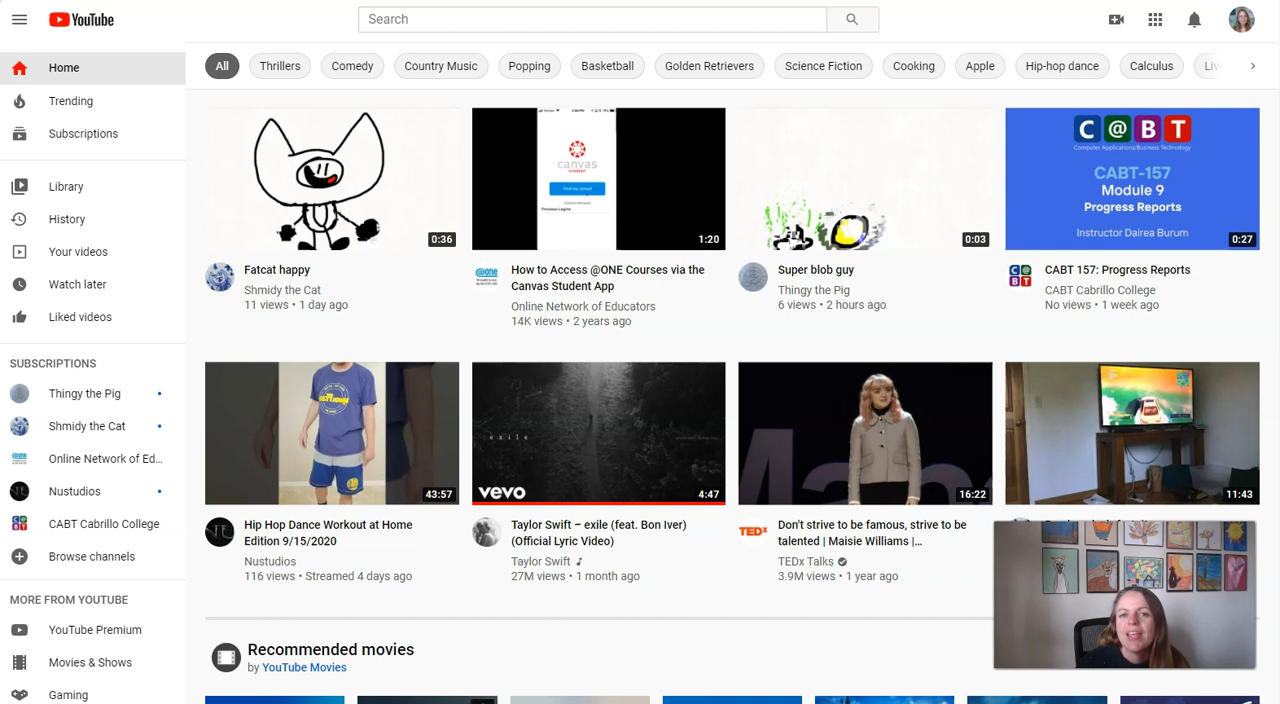 YouTube
Search
Home
Trending
Subscriptions
Library
History
Your videos
Watch later
Liked videos
SUBSCRIPTIONS
Thingy the Pig
Shmidy the Cat
Online Network of Ed...
Nustudios
CABT Cabrillo College
Browse channels
MORE FROM YOUTUBE
YouTube Premium
Movies & Shows
Gaming
All
Thrillers
Comedy
Country Music
Popping
Basketball
Golden Retrievers
Science Fiction
Cooking
Apple
Hip-hop dance
Calculus
0:36
Fatcat happy
Shmidy the Cat
11 views • 1 day ago
canvas
STUDENT
Find my school
1:20
@ONE
How to Access @ONE Courses via the
Canvas Student App
Online Network of Educators
14K views • 2 years ago
0:03
Super blob guy
Thingy the Pig
6 views • 2 hours ago
C@BT
Computer Applications/Business Technology
CABT-157
Module 9
Progress Reports
Instructor Dairea Burum
0:27
CABT 157: Progress Reports
CABT Cabrillo College
No views • 1 week ago
43:57
Hip Hop Dance Workout at Home
Edition 9/15/2020
Nustudios
116 views • Streamed 4 days ago
exile
vevo
4:47
Taylor Swift – exile (feat. Bon Iver)
(Official Lyric Video)
Taylor Swift
27M views • 1 month ago
16:22
TEDx
Don't strive to be famous, strive to be
talented | Maisie Williams |...
TEDx Talks
3.9M views • 1 year ago
11:43
Recommended movies
by YouTube Movies